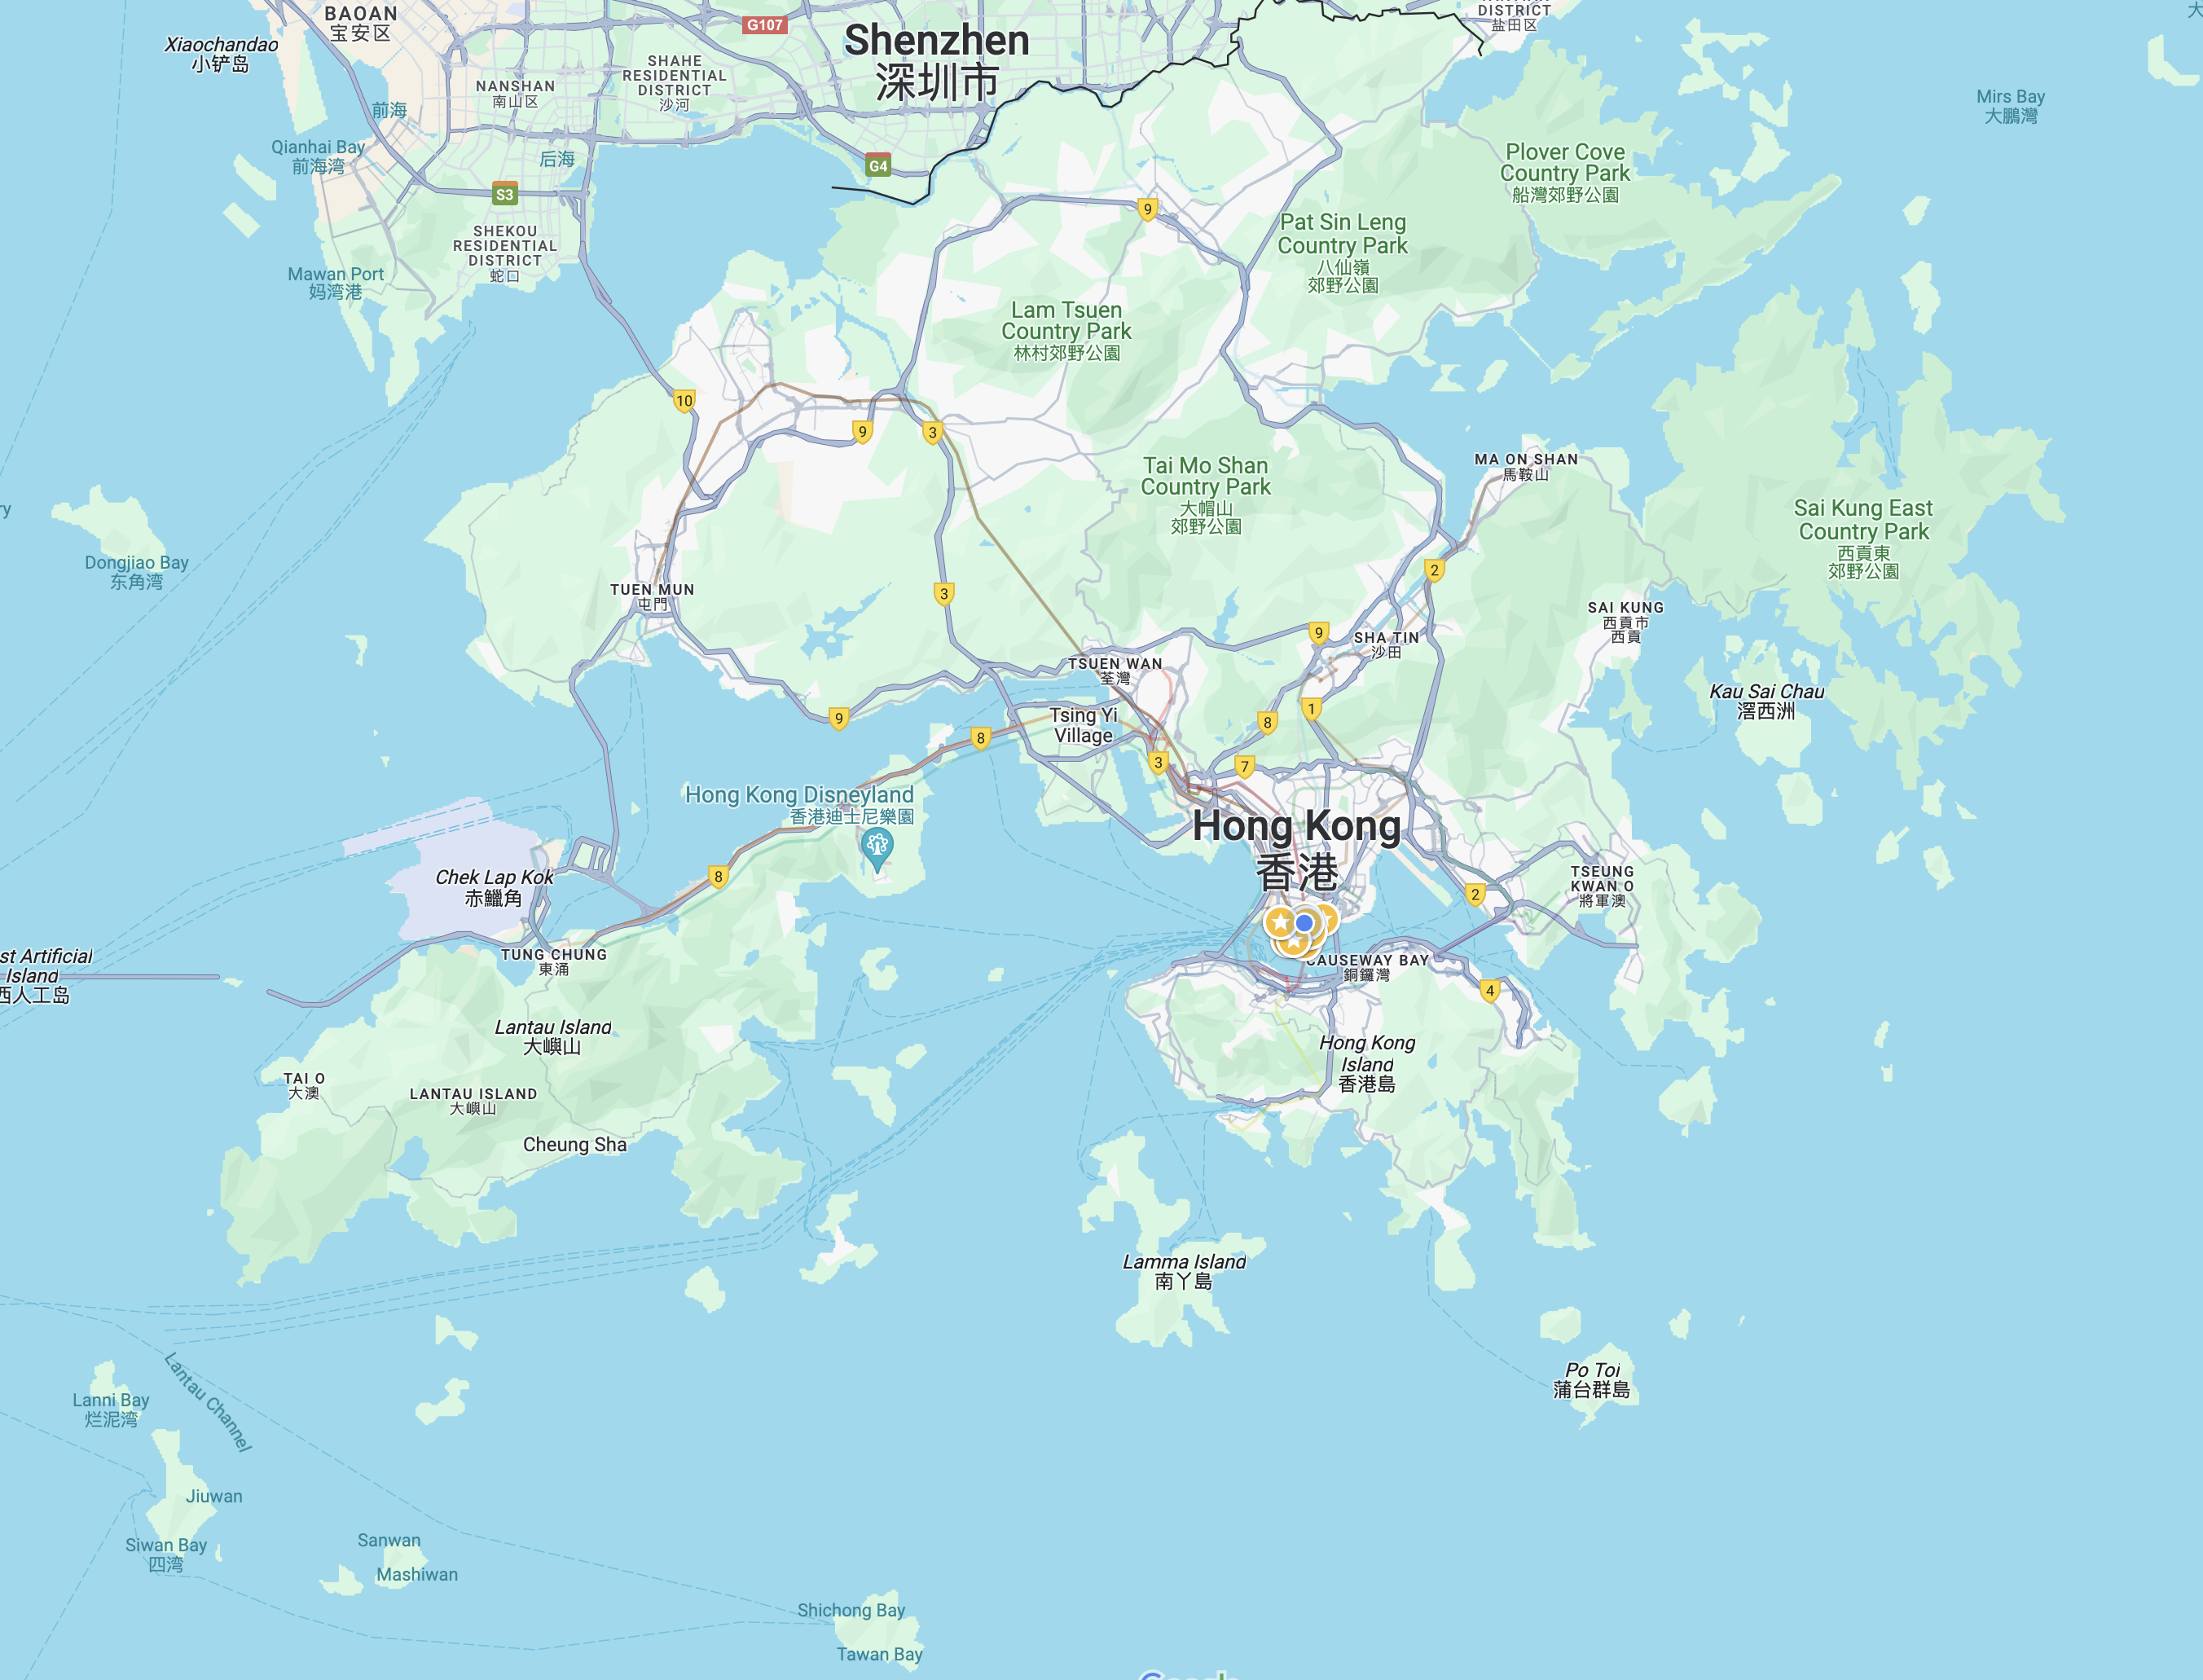 BAOAN
宝安区
Xiaochandao
小铲岛
G107
Shenzhen
深圳市
DISTRICT
盐田区
大
SHAHE
RESIDENTIAL
DISTRICT
沙河
NANSHAN
南山区
前海
Mirs Bay
大鵬灣
Qianhai Bay
前海湾
后海
G4
S3
Plover Cove
Country Park
船灣郊野公園
9
Pat Sin Leng
Country Park
八仙嶺
郊野公園
SHEKOU
RESIDENTIAL
DISTRICT
蛇口
Mawan Port
妈湾港
Lam Tsuen
Country Park
林村郊野公園
10
9
3
Tai Mo Shan
Country Park
大帽山
郊野公園
MA ON SHAN
馬鞍山
ry
Sai Kung East
Country Park
西貢東
郊野公園
Dongjiao Bay
东角湾
2
TUEN MUN
屯門
3
SAI KUNG
西貢市
西貢
9
SHA TIN
沙田
TSUEN WAN
荃灣
Kau Sai Chau
滘西洲
9
Tsing Yi
Village
8
8
1
3
7
Hong Kong Disneyland
香港迪士尼樂園
Hong Kong
香港
Chek Lap Kok
赤鱲角
8
2
TSEUNG
KWAN O
將軍澳
st Artificial
Island
西人工岛
TUNG CHUNG
東涌
CAUSEWAY BAY
銅鑼灣
4
Lantau Island
大嶼山
Hong Kong
Island
香港島
TAI O
大澳
LANTAU ISLAND
大嶼山
Cheung Sha
Lamma Island
南丫島
Po Toi
蒲台群島
Lantau Channel
Lanni Bay
烂泥湾
Jiuwan
Siwan Bay
四湾
Sanwan
Mashiwan
Shichong Bay
Tawan Bay